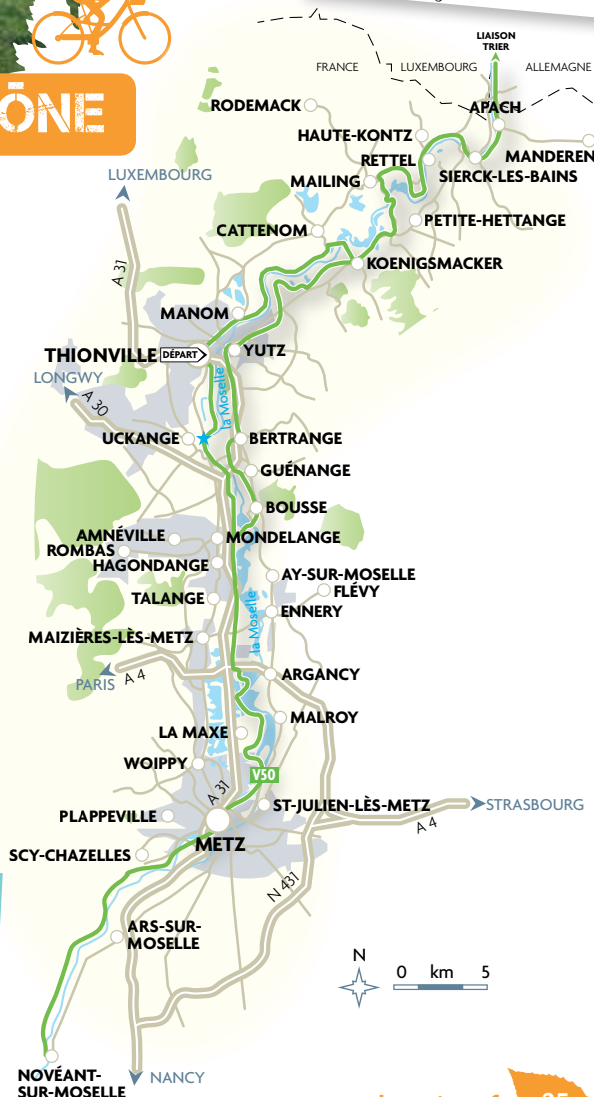 LIAISON
TRIER
FRANCE
LUXEMBOURG
ALLEMAGNE
ÔNE
RODEMACK
APACH
HAUTE-KONTZ
RETTEL
MANDEREN
SIERCK-LES-BAINS
MAILING
LUXEMBOURG
PETITE-HETTANGE
CATTENOM
KOENIGSMACKER
A 31
MANOM
THIONVILLE
DÉPART
YUTZ
LONGWY
A 30
la Moselle
UCKANGE
BERTRANGE
GUÉNANGE
BOUSSE
AMNÉVILLE
MONDELANGE
ROMBAS
HAGONDANGE
AY-SUR-MOSELLE
FLÉVY
TALANGE
ENNERY
la Moselle
MAIZIÈRES-LÈS-METZ
PARIS
A 4
ARGANCY
MALROY
LA MAXE
WOIPPY
V50
A 31
ST-JULIEN-LÈS-METZ
STRASBOURG
PLAPPEVILLE
A 4
METZ
SCY-CHAZELLES
N 431
ARS-SUR-
MOSELLE
N
0 km 5
NOVÉANT-
SUR-MOSELLE
NANCY